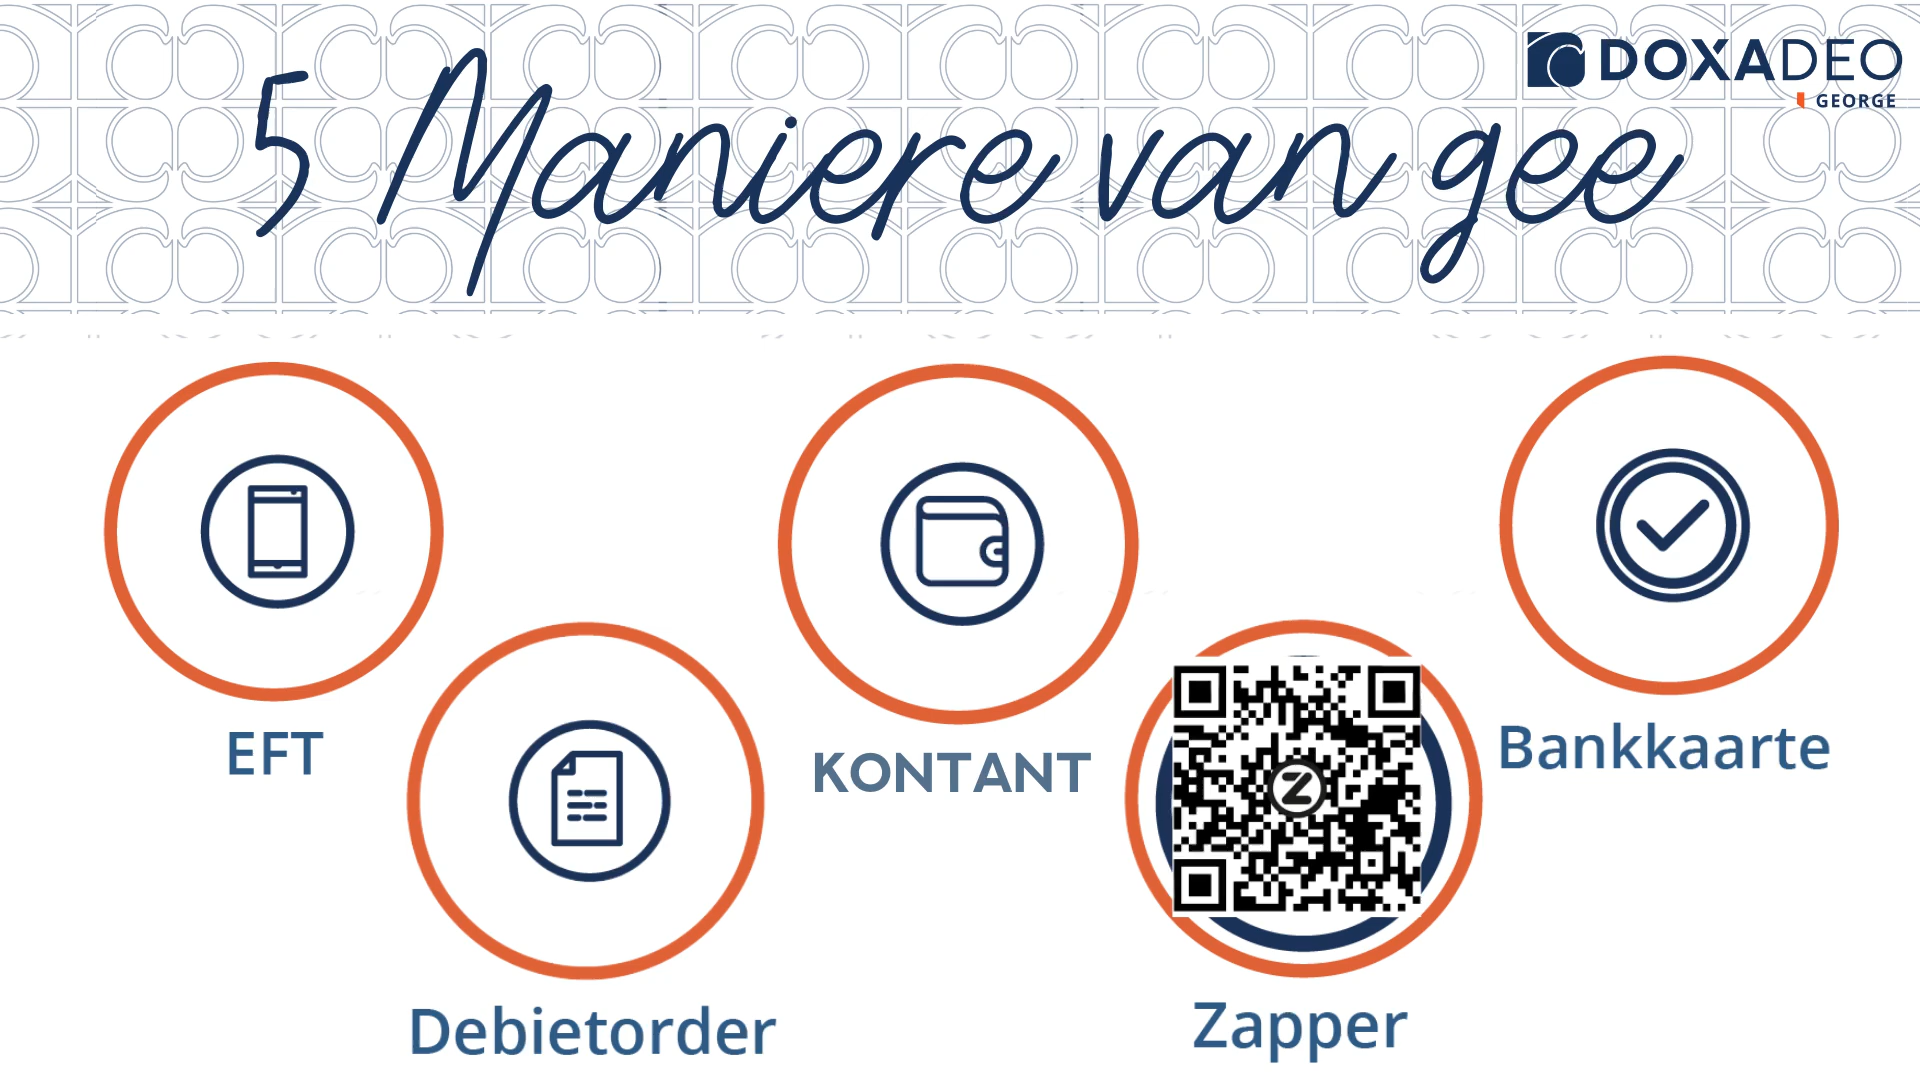 5 Maniere van gee
DOXADEO
GEORGE
EFT
KONTANT
Bankkaarte
Debietorder
Z
Zapper